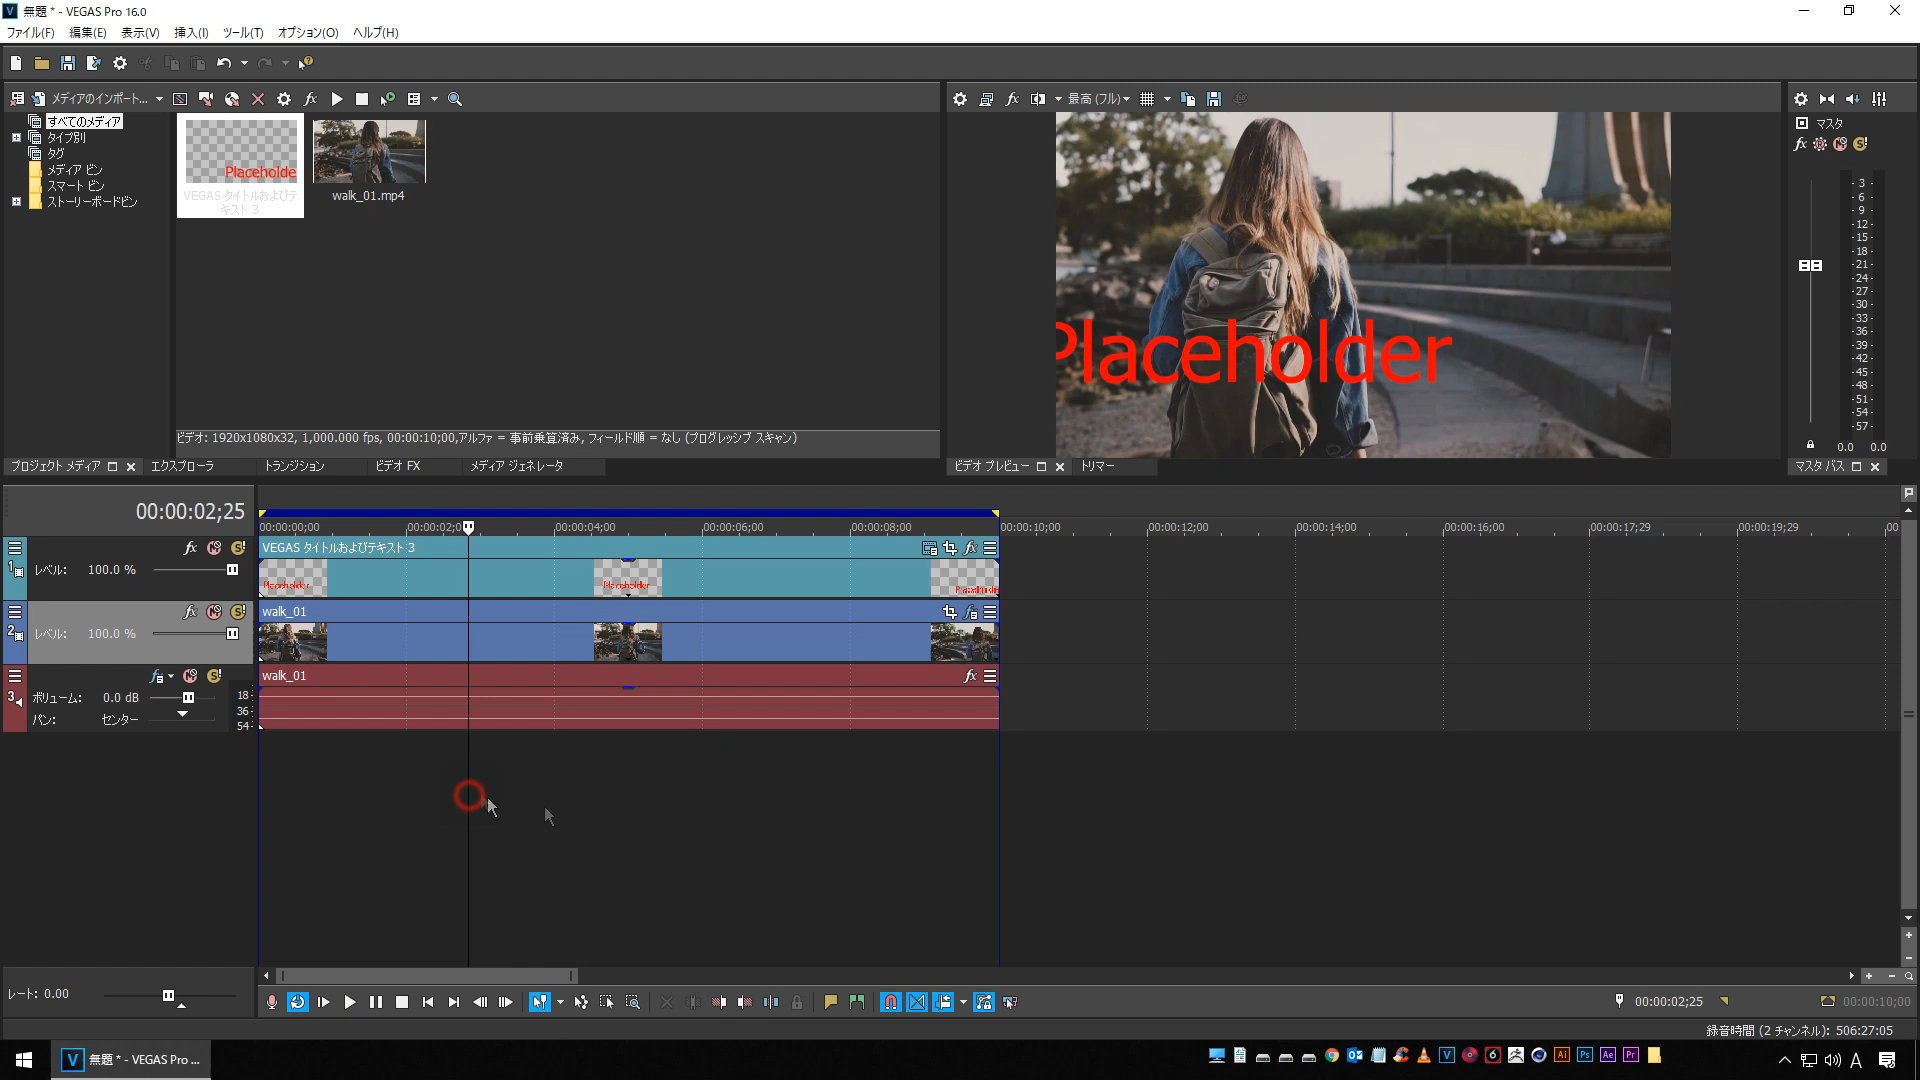 無題 * - VEGAS Pro 16.0
ファイル(F) 編集(E) 表示(V) 挿入(I) ツール(T) オプション(O) ヘルプ(H)
メディアのインポート...
すべてのメディア
タイプ別
タグ
メディア ビン
スマート ビン
ストーリーボードビン
Placeholde
VEGAS タイトルおよびテ
キスト 3
walk_01.mp4
ビデオ: 1920x1080x32, 1,000.000 fps, 00:00:10;00,アルファ = 事前乗算済み, フィールド順 = なし (プログレッシブ スキャン)
プロジェクト メディア エクスプローラ トランジション ビデオ FX メディア ジェネレータ
最高 (フル)
Placeholder
ビデオ プレビュー トリマー
マスタ
fx
- 3 -
- 6 -
- 9 -
-12 -
-15 -
-18 -
-21 -
-24 -
-27 -
-30 -
-33 -
-36 -
-39 -
-42 -
-45 -
-48 -
-51 -
-54 -
-57 -
0.0 0.0
マスタ バス
00:00:02;25
00:00:00;00 00:00:02;0 00:00:04;00 00:00:06;00 00:00:08;00 00:00:10;00 00:00:12;00 00:00:14;00 00:00:16;00 00:00:17;29 00:00:19;29 00
VEGAS タイトルおよびテキスト 3
1 レベル: 100.0 %
Placeholder Placeholder
walk_01
2 レベル: 100.0 %
walk_01
3 ボリューム: 0.0 dB
パン: センター
18 -
36 -
54 -
レート: 0.00
00:00:02;25 00:00:10;00
録音時間 (2 チャンネル): 506:27:05
無題 * - VEGAS Pro ...
A